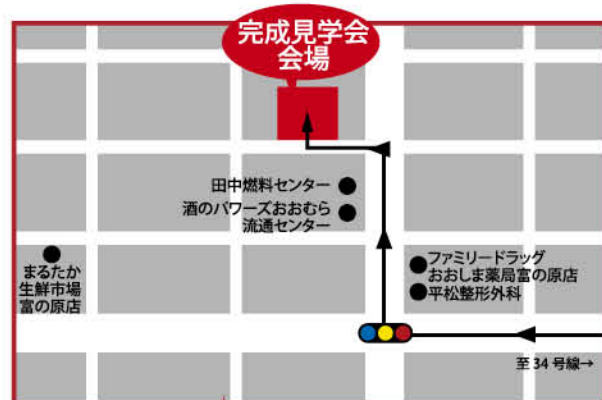 完成見学会
会場
田中燃料センター
酒のパワーズおおむら
流通センター
まるたか
生鮮市場
富の原店
ファミリードラッグ
おおしま薬局富の原店
平松整形外科
至34号線→